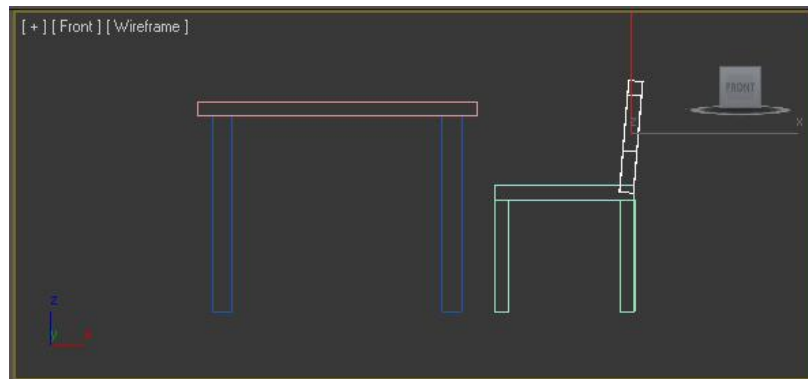 [ + ] [ Front ] [ Wireframe ]
FRONT
x
z
y